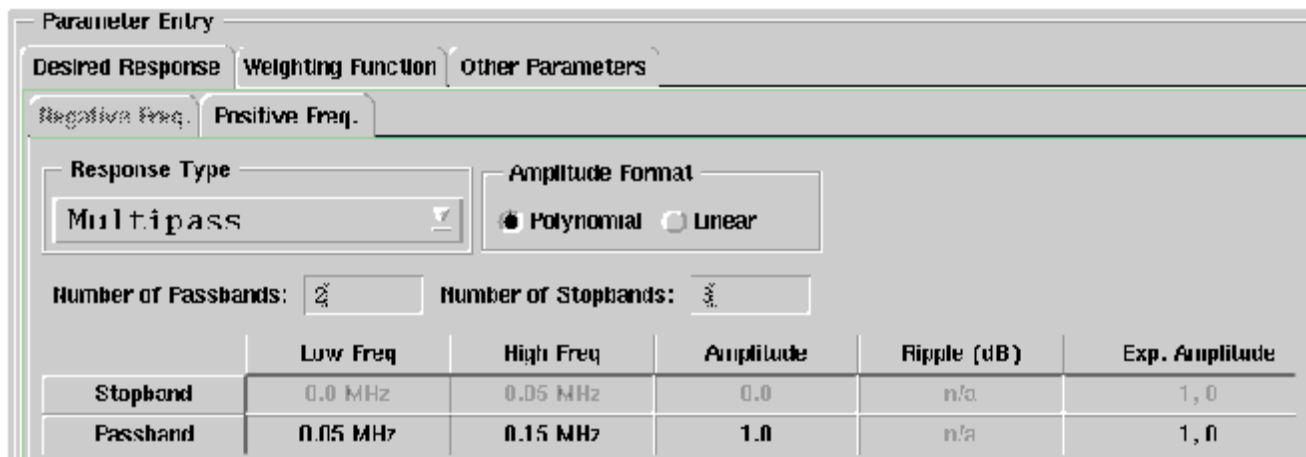 Parameter Entry
Desired Response Weighting Function Other Parameters
Negative Freq. Positive Freq.
Response Type Amplitude Format
Multipass Polynomial Linear
Number of Passbands: 2 Number of Stopbands: 3
Low Freq High Freq Amplitude Ripple (dB) Exp. Amplitude
Stopband 0.0 MHz 0.05 MHz 0.0 n/a 1,0
Passband 0.05 MHz 0.15 MHz 1.0 n/a 1,0